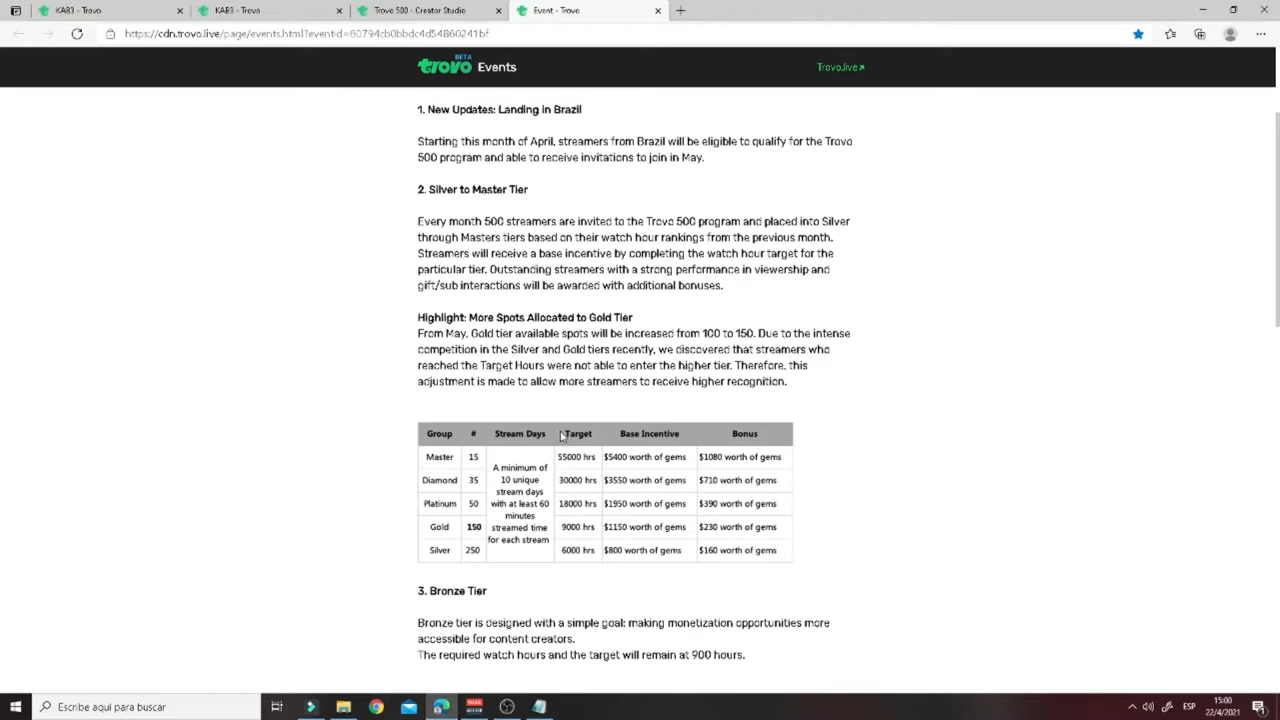 KAB3 - Trovo
KAB3 - Trovo
Trovo 500 - Creator Studio
Event - Trovo
https://cdn.trovo.live/page/events.html?eventid=60794cb0bbdc4d54860241bf
trovo BETA Events
Trovo.live
1. New Updates: Landing in Brazil
Starting this month of April, streamers from Brazil will be eligible to qualify for the Trovo
500 program and able to receive invitations to join in May.
2. Silver to Master Tier
Every month 500 streamers are invited to the Trovo 500 program and placed into Silver
through Masters tiers based on their watch hour rankings from the previous month.
Streamers will receive a base incentive by completing the watch hour target for the
particular tier. Outstanding streamers with a strong performance in viewership and
gift/sub interactions will be awarded with additional bonuses.
Highlight: More Spots Allocated to Gold Tier
From May, Gold tier available spots will be increased from 100 to 150. Due to the intense
competition in the Silver and Gold tiers recently, we discovered that streamers who
reached the Target Hours were not able to enter the higher tier. Therefore, this
adjustment is made to allow more streamers to receive higher recognition.
Group # Stream Days Target Base Incentive Bonus
Master 15 55000 hrs $5400 worth of gems $1080 worth of gems
Diamond 35 30000 hrs $3550 worth of gems $710 worth of gems
Platinum 50 18000 hrs $1950 worth of gems $390 worth of gems
Gold 150 9000 hrs $1150 worth of gems $230 worth of gems
Silver 250 6000 hrs $800 worth of gems $160 worth of gems
A minimum of
10 unique
stream days
with at least 60
minutes
streamed time
for each stream
3. Bronze Tier
Bronze tier is designed with a simple goal: making monetization opportunities more
accessible for content creators.
The required watch hours and the target will remain at 900 hours.
Escribe aquí para buscar
ESP
15:00
22/4/2021